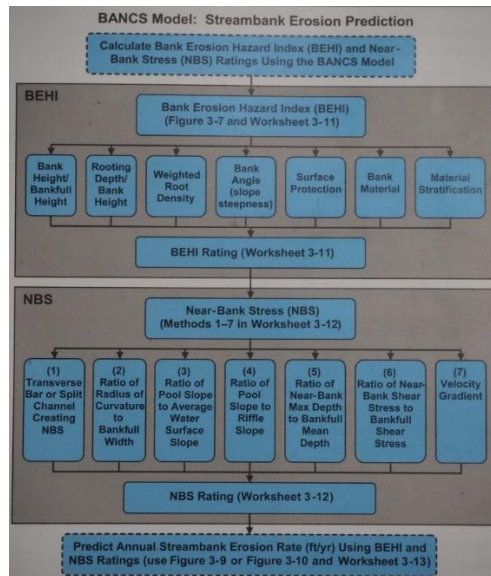 BANCS Model: Streambank Erosion Prediction
Calculate Bank Erosion Hazard Index (BEHI) and Near-
Bank Stress (NBS) Ratings Using the BANCS Model
BEHI
Bank Erosion Hazard Index (BEHI)
(Figure 3-7 and Worksheet 3-11)
Bank
Height/
Bankfull
Height
Rooting
Depth/
Bank
Height
Weighted
Root
Density
Bank
Angle
(slope
steepness)
Surface
Protection
Bank
Material
Material
Stratification
BEHI Rating (Worksheet 3-11)
NBS
Near-Bank Stress (NBS)
(Methods 1–7 in Worksheet 3-12)
(1)
Transverse
Bar or Split
Channel
Creating
NBS
(2)
Ratio of
Radius of
Curvature
to
Bankfull
Width
(3)
Ratio of
Pool Slope
to Average
Water
Surface
Slope
(4)
Ratio of
Pool
Slope to
Riffle
Slope
(5)
Ratio of
Near-Bank
Max Depth
to Bankfull
Mean
Depth
(6)
Ratio of Near-
Bank Shear
Stress to
Bankfull
Shear
Stress
(7)
Velocity
Gradient
NBS Rating (Worksheet 3-12)
Predict Annual Streambank Erosion Rate (ft/yr) Using BEHI and
NBS Ratings (use Figure 3-9 or Figure 3-10 and Worksheet 3-13)